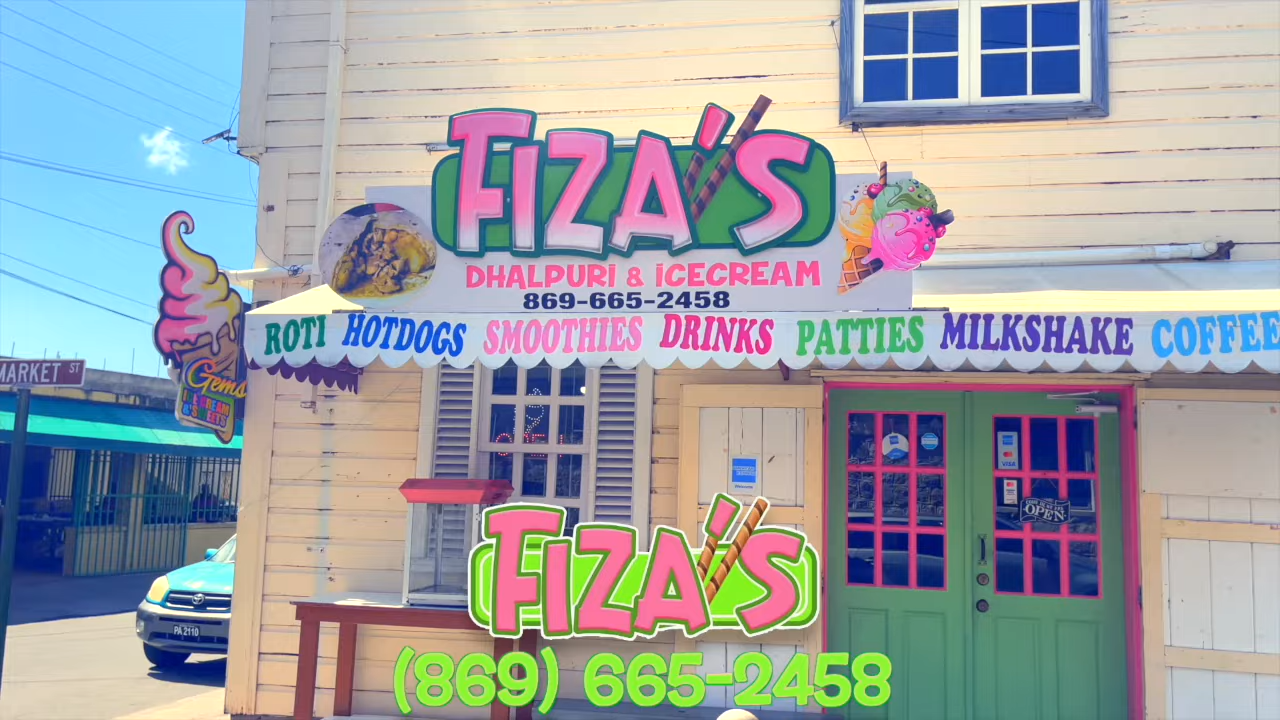 FIZA'S
DHALPURI & ICECREAM
869-665-2458
ROTI HOTDOGS SMOOTHIES DRINKS PATTIES MILKSHAKE COFFEE
MARKET ST
Gems
ICE CREAM
& SWEETS
OPEN
VISA
OPEN
PA 2110
FIZA'S
(869) 665-2458